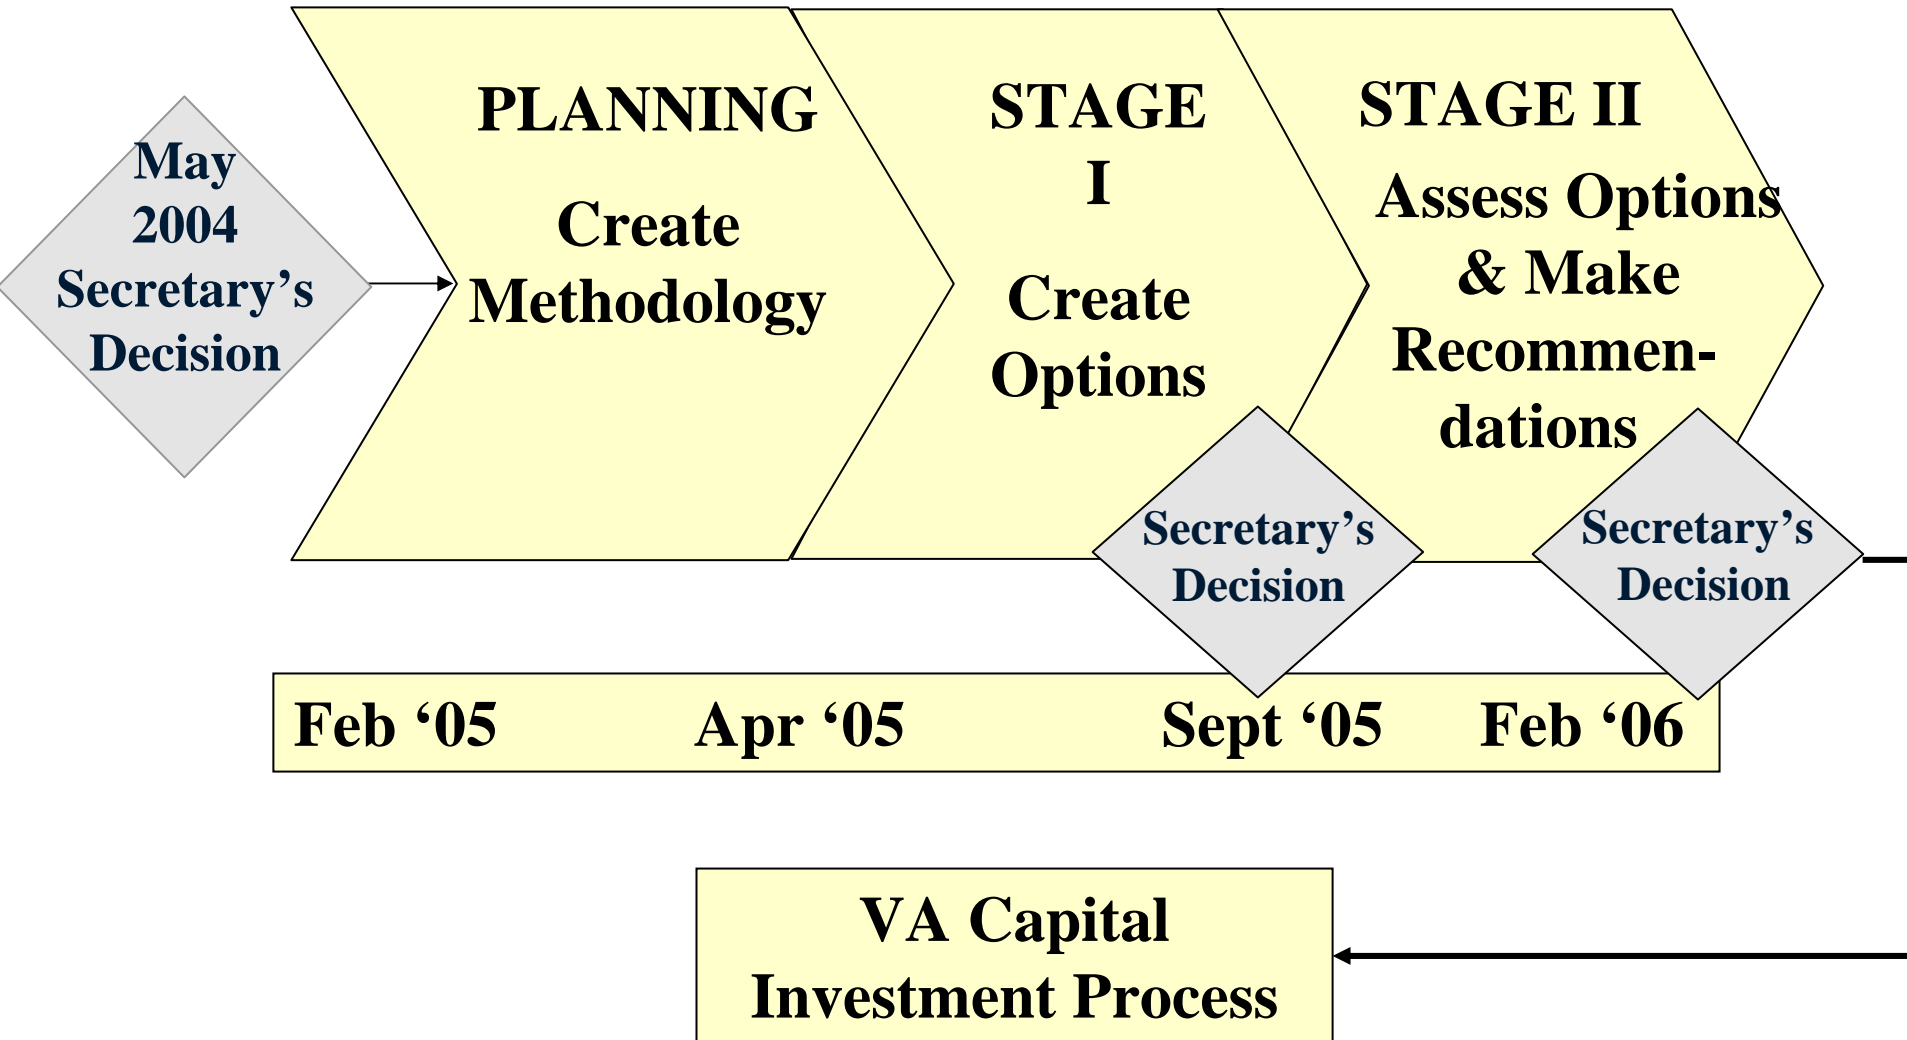 May
2004
Secretary’s
Decision
PLANNING
Create
Methodology
STAGE
I
Create
Options
STAGE II
Assess Options
& Make
Recommen-
dations
Secretary’s
Decision
Secretary’s
Decision
Feb ‘05 Apr ‘05 Sept ‘05 Feb ‘06
VA Capital
Investment Process